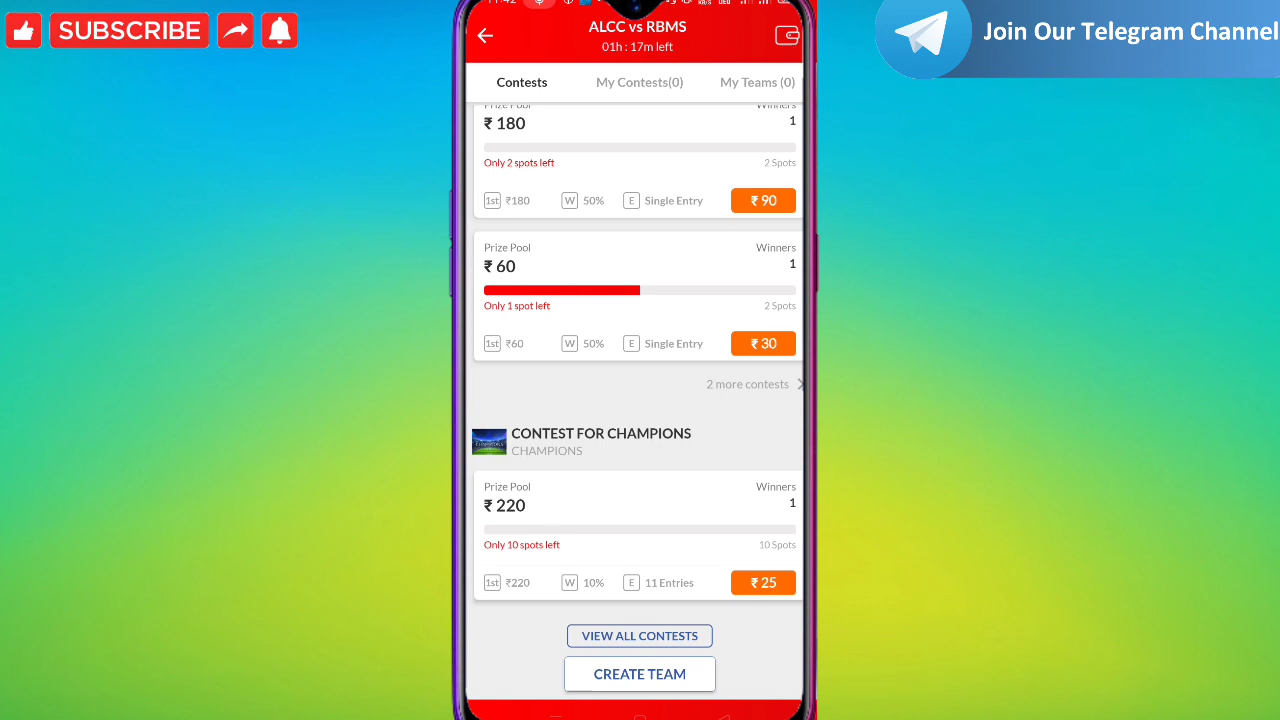 SUBSCRIBE
Join Our Telegram Channel
11:42
ALCC vs RBMS
01h : 17m left
Contests
My Contests(0)
My Teams (0)
Prize Pool
Winners
₹ 180
1
Only 2 spots left
2 Spots
1st ₹180
W 50%
E Single Entry
₹ 90
Prize Pool
Winners
₹ 60
1
Only 1 spot left
2 Spots
1st ₹60
W 50%
E Single Entry
₹ 30
2 more contests
CONTEST FOR CHAMPIONS
CHAMPIONS
Prize Pool
Winners
₹ 220
1
Only 10 spots left
10 Spots
1st ₹220
W 10%
E 11 Entries
₹ 25
VIEW ALL CONTESTS
CREATE TEAM